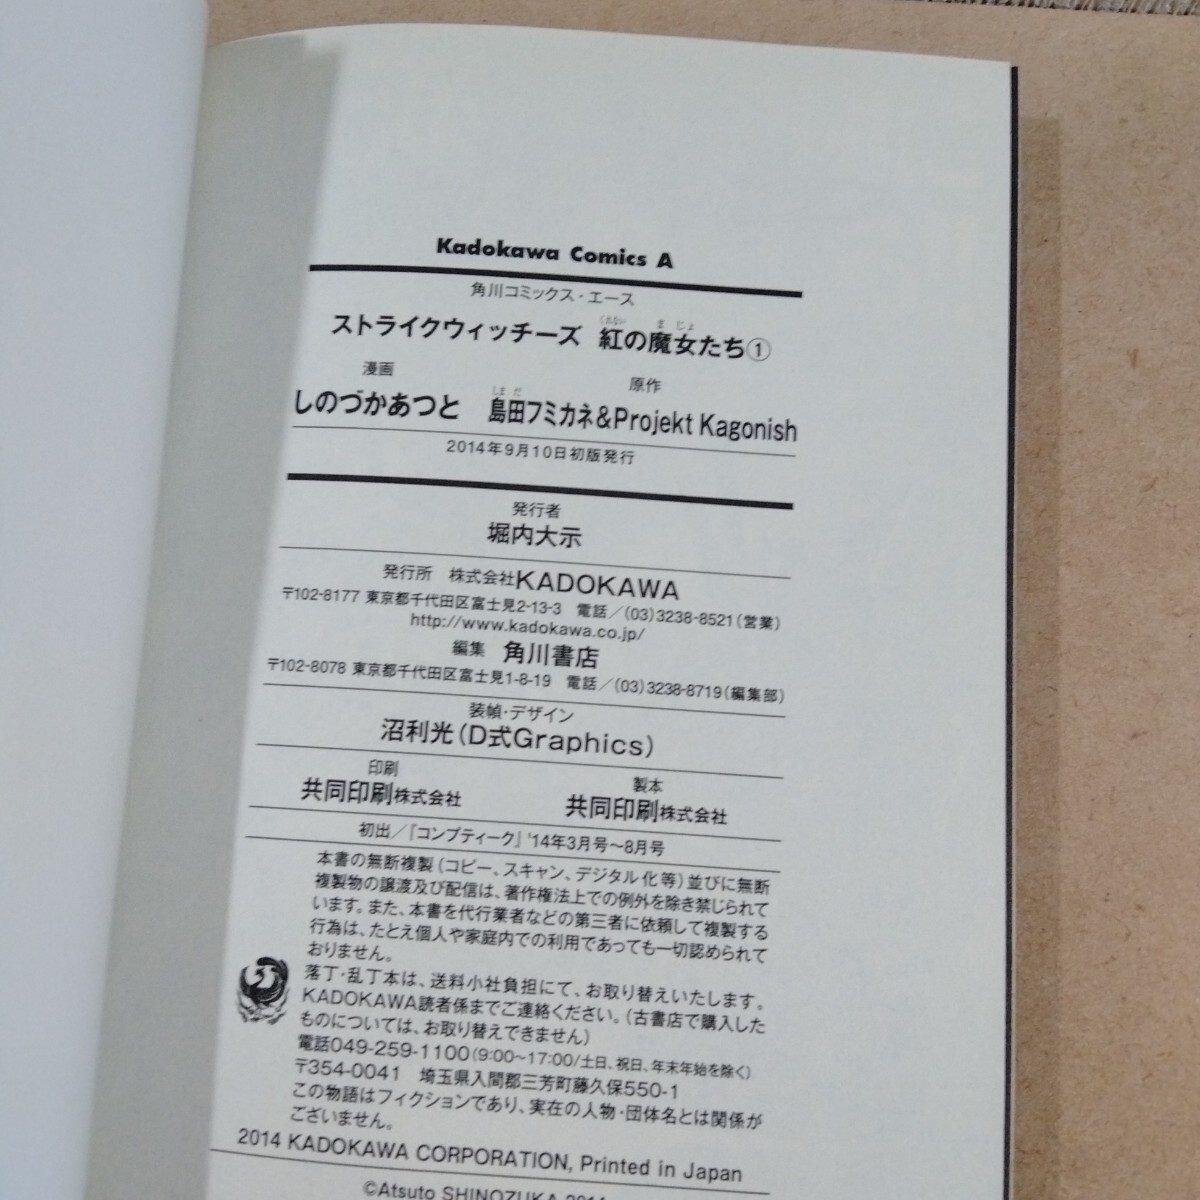 Kadokawa Comics A
角川コミックス・エース
くれない ま じょ
ストライクウィッチーズ 紅の魔女たち①
漫画 原作
しま だ
しのづかあつと 島田フミカネ&Projekt Kagonish
2014年9月10日初版発行
発行者
堀内大示
発行所 株式会社KADOKAWA
〒102-8177 東京都千代田区富士見2-13-3 電話/(03)3238-8521(営業)
http://www.kadokawa.co.jp/
編集 角川書店
〒102-8078 東京都千代田区富士見1-8-19 電話/(03)3238-8719(編集部)
装幀・デザイン
沼利光(D式Graphics)
印刷 製本
共同印刷株式会社 共同印刷株式会社
初出/『コンプティーク』'14年3月号〜8月号
本書の無断複製(コピー、スキャン、デジタル化等)並びに無断
複製物の譲渡及び配信は、著作権法上での例外を除き禁じられて
います。また、本書を代行業者などの第三者に依頼して複製する
行為は、たとえ個人や家庭内での利用であっても一切認められて
おりません。
落丁・乱丁本は、送料小社負担にて、お取り替えいたします。
KADOKAWA読者係までご連絡ください。(古書店で購入した
ものについては、お取り替えできません)
電話049-259-1100(9:00〜17:00/土日、祝日、年末年始を除く)
〒354-0041 埼玉県入間郡三芳町藤久保550-1
この物語はフィクションであり、実在の人物・団体名とは関係が
ございません。
2014 KADOKAWA CORPORATION, Printed in Japan
©Atsuto SHINOZUKA 2014